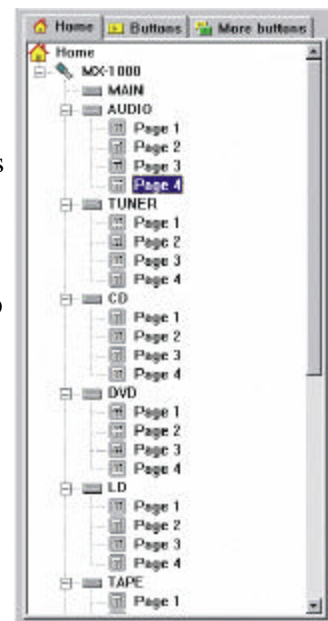 Home Buttons More buttons
Home
MX-1000
MAIN
AUDIO
Page 1
Page 2
Page 3
Page 4
TUNER
Page 1
Page 2
Page 3
Page 4
CD
Page 1
Page 2
Page 3
Page 4
DVD
Page 1
Page 2
Page 3
Page 4
LD
Page 1
Page 2
Page 3
Page 4
TAPE
Page 1